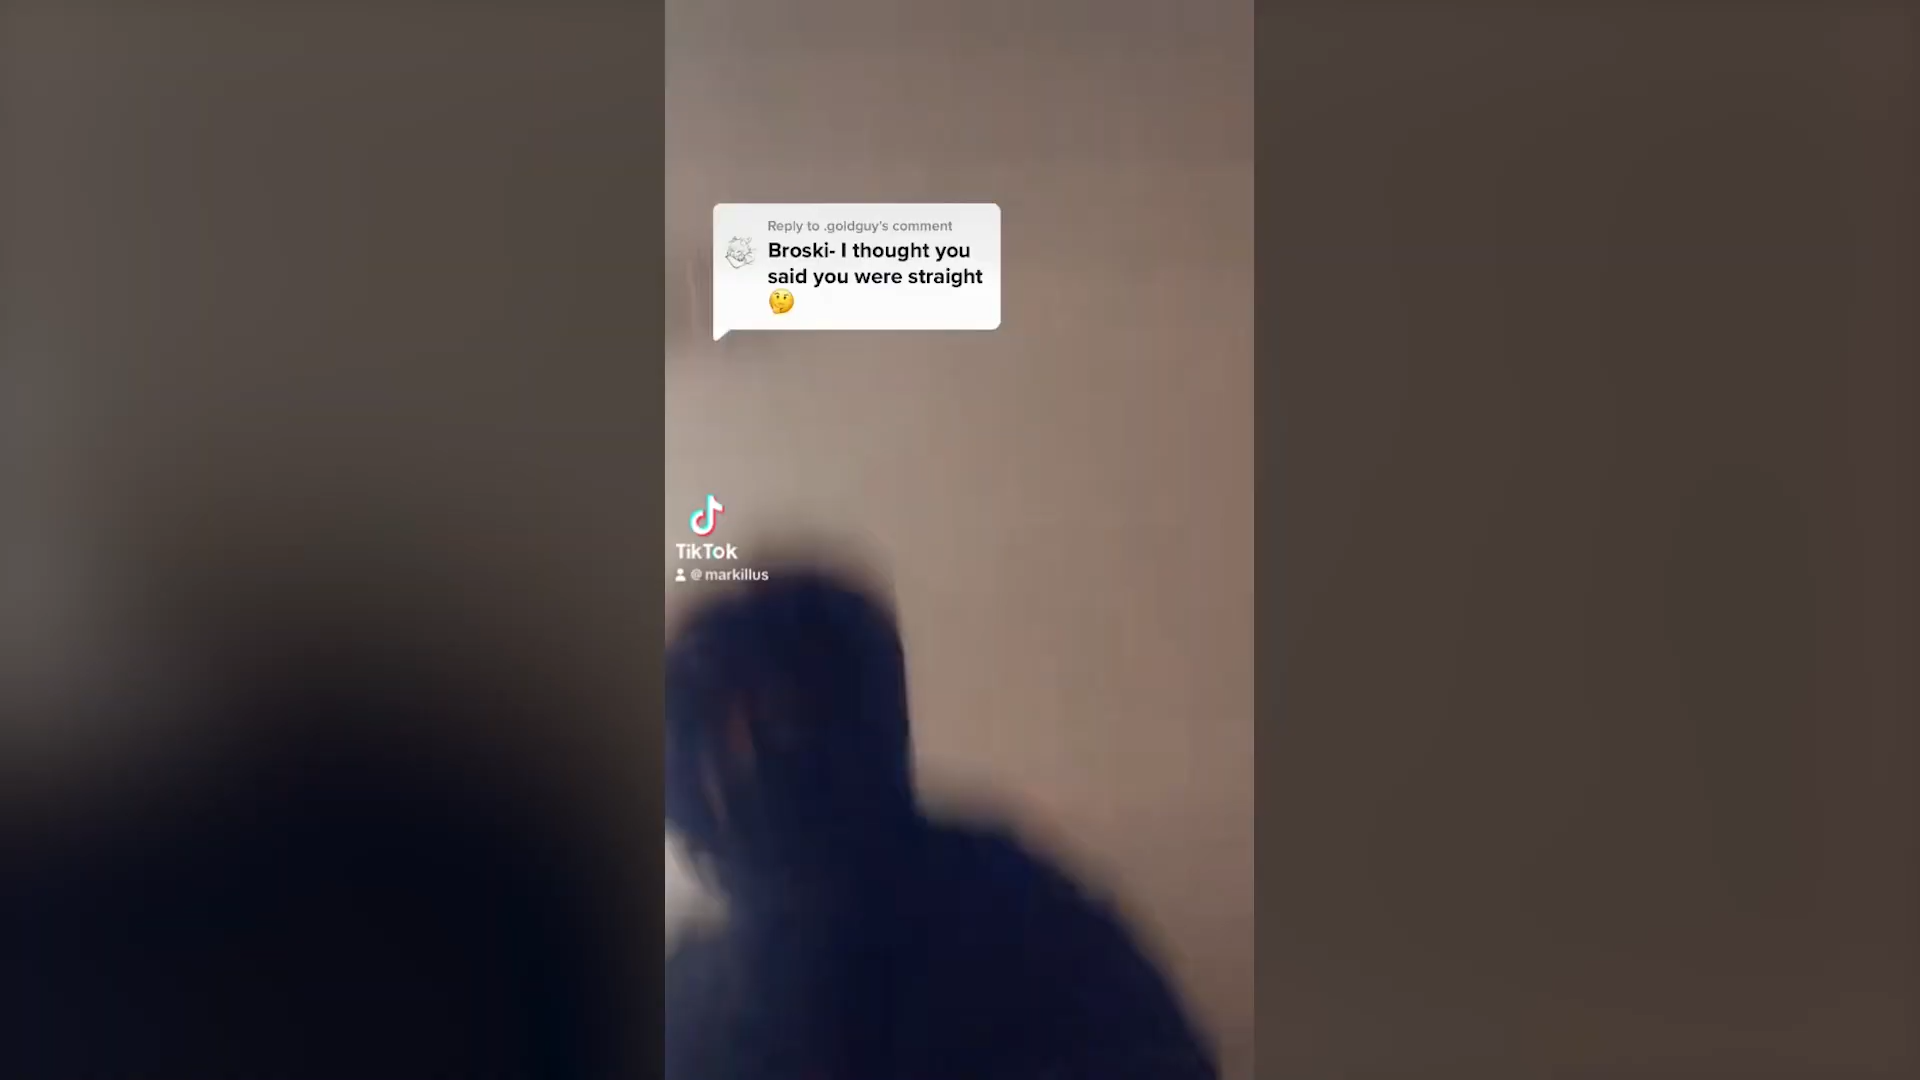 Reply to .goldguy's comment
Broski- I thought you
said you were straight
🤔
TikTok
@markillus